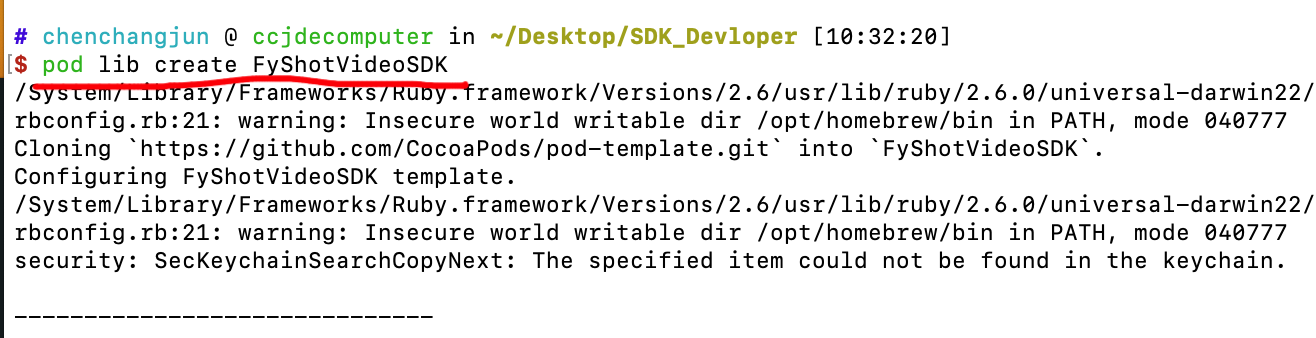 # chenchangjun @ ccjdecomputer in ~/Desktop/SDK_Devloper [10:32:20]
[$ pod lib create FyShotVideoSDK
/System/Library/Frameworks/Ruby.framework/Versions/2.6/usr/lib/ruby/2.6.0/universal-darwin22/
rbconfig.rb:21: warning: Insecure world writable dir /opt/homebrew/bin in PATH, mode 040777
Cloning `https://github.com/CocoaPods/pod-template.git` into `FyShotVideoSDK`.
Configuring FyShotVideoSDK template.
/System/Library/Frameworks/Ruby.framework/Versions/2.6/usr/lib/ruby/2.6.0/universal-darwin22/
rbconfig.rb:21: warning: Insecure world writable dir /opt/homebrew/bin in PATH, mode 040777
security: SecKeychainSearchCopyNext: The specified item could not be found in the keychain.
------------------------------